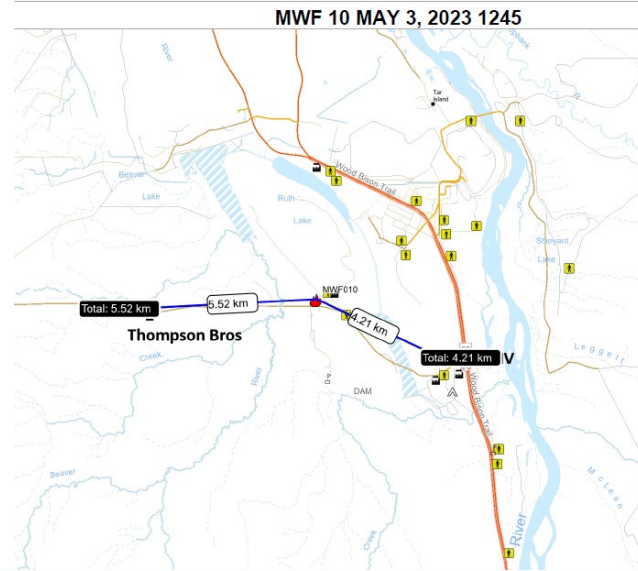 MWF 10 MAY 3, 2023 1245
River
Tar
Island
Beaver
Lake
Wood Bison Trail
Ruth
Lake
Shipyard
Lake
MWF010
5.52 km
Total: 5.52 km
4.21 km
Thompson Bros
Total: 4.21 km
V
Leggett
Creek
River
DAM
Wood Bison Trail
Beaver
River
McLean
Creek
River